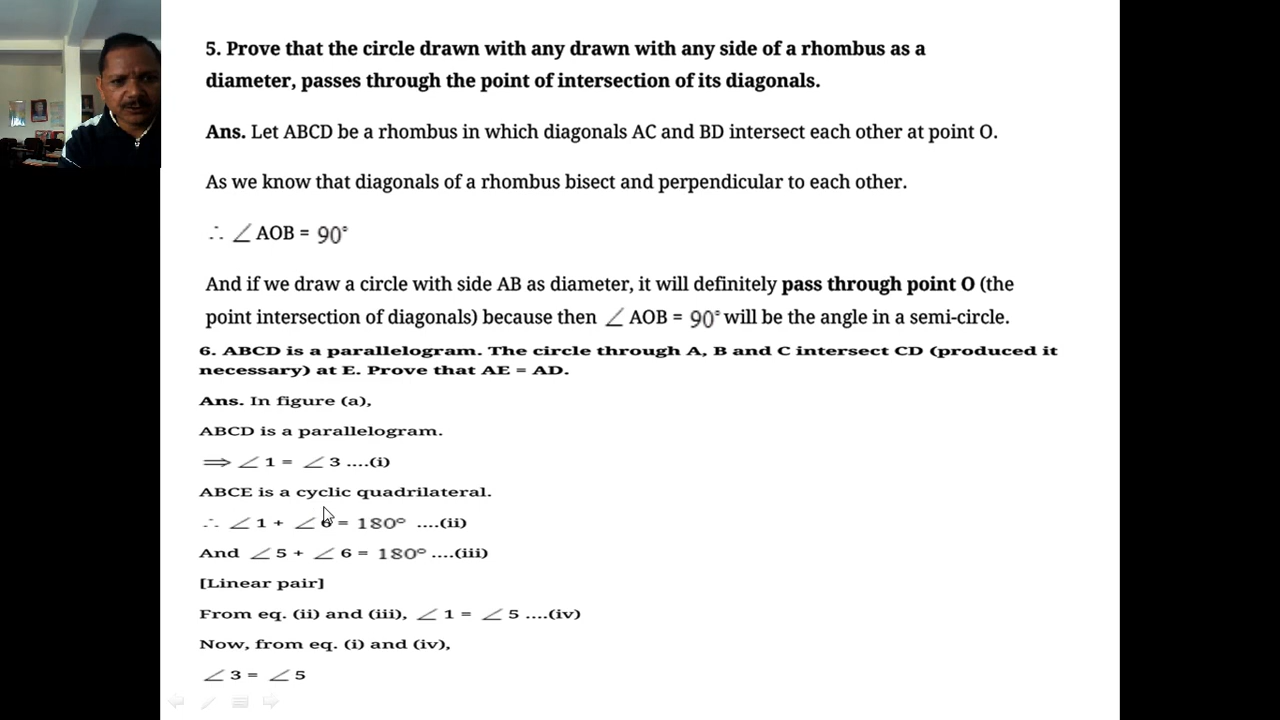 5. Prove that the circle drawn with any drawn with any side of a rhombus as a
diameter, passes through the point of intersection of its diagonals.
Ans. Let ABCD be a rhombus in which diagonals AC and BD intersect each other at point O.
As we know that diagonals of a rhombus bisect and perpendicular to each other.
∴ ∠AOB = 90°
And if we draw a circle with side AB as diameter, it will definitely pass through point O (the
point intersection of diagonals) because then ∠ AOB = 90° will be the angle in a semi-circle.
6. ABCD is a parallelogram. The circle through A, B and C intersect CD (produced it
necessary) at E. Prove that AE = AD.
Ans. In figure (a),
ABCD is a parallelogram.
⟹ ∠1 = ∠3 ....(i)
ABCE is a cyclic quadrilateral.
∴ ∠1 + ∠6 = 180° ....(ii)
And ∠5 + ∠6 = 180° ....(iii)
[Linear pair]
From eq. (ii) and (iii), ∠1 = ∠5 ....(iv)
Now, from eq. (i) and (iv),
∠3 = ∠5